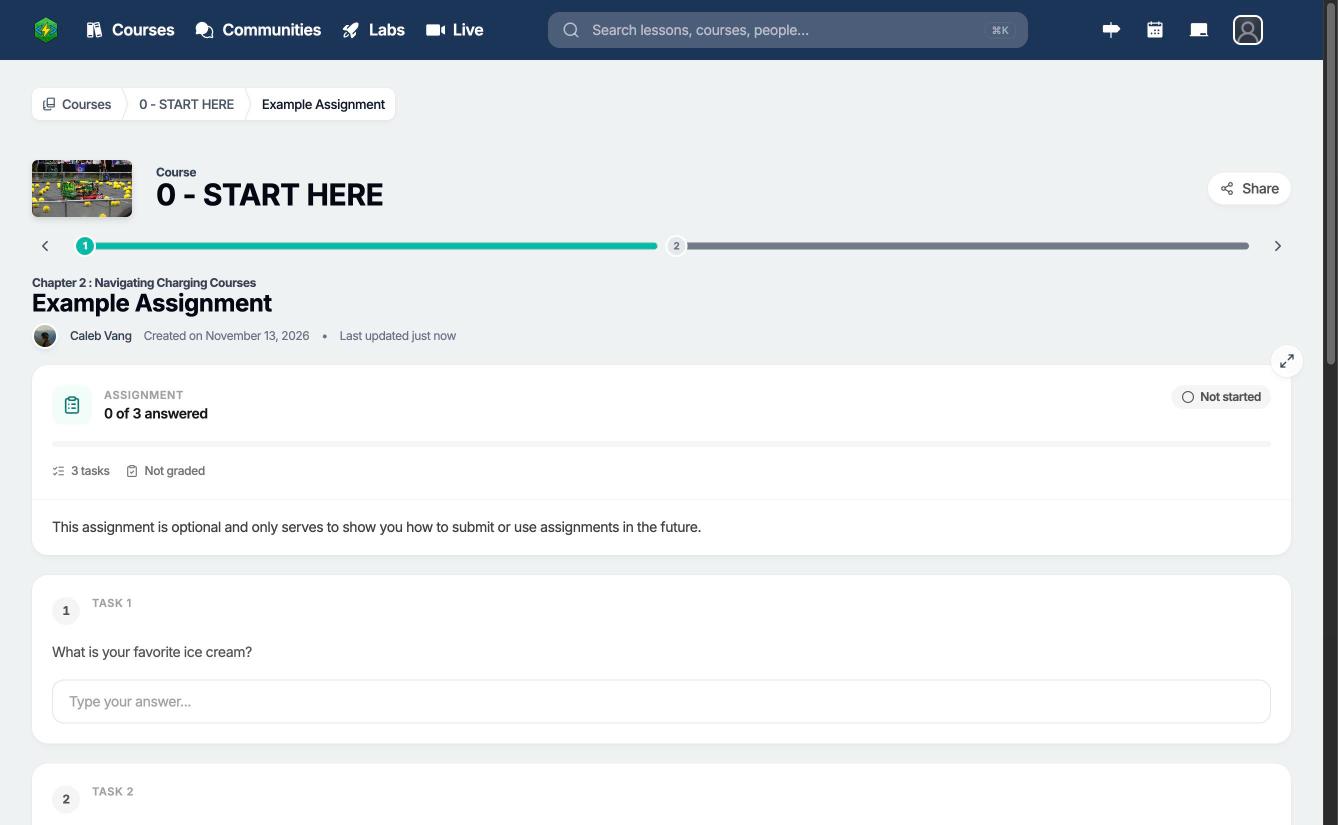 Courses
Communities
Labs
Live
Search lessons, courses, people...
⌘K
Courses
0 - START HERE
Example Assignment
Course
0 - START HERE
Share
1
2
Chapter 2 : Navigating Charging Courses
Example Assignment
Caleb Vang Created on November 13, 2026 • Last updated just now
ASSIGNMENT
0 of 3 answered
Not started
3 tasks
Not graded
This assignment is optional and only serves to show you how to submit or use assignments in the future.
1
TASK 1
What is your favorite ice cream?
Type your answer...
2
TASK 2